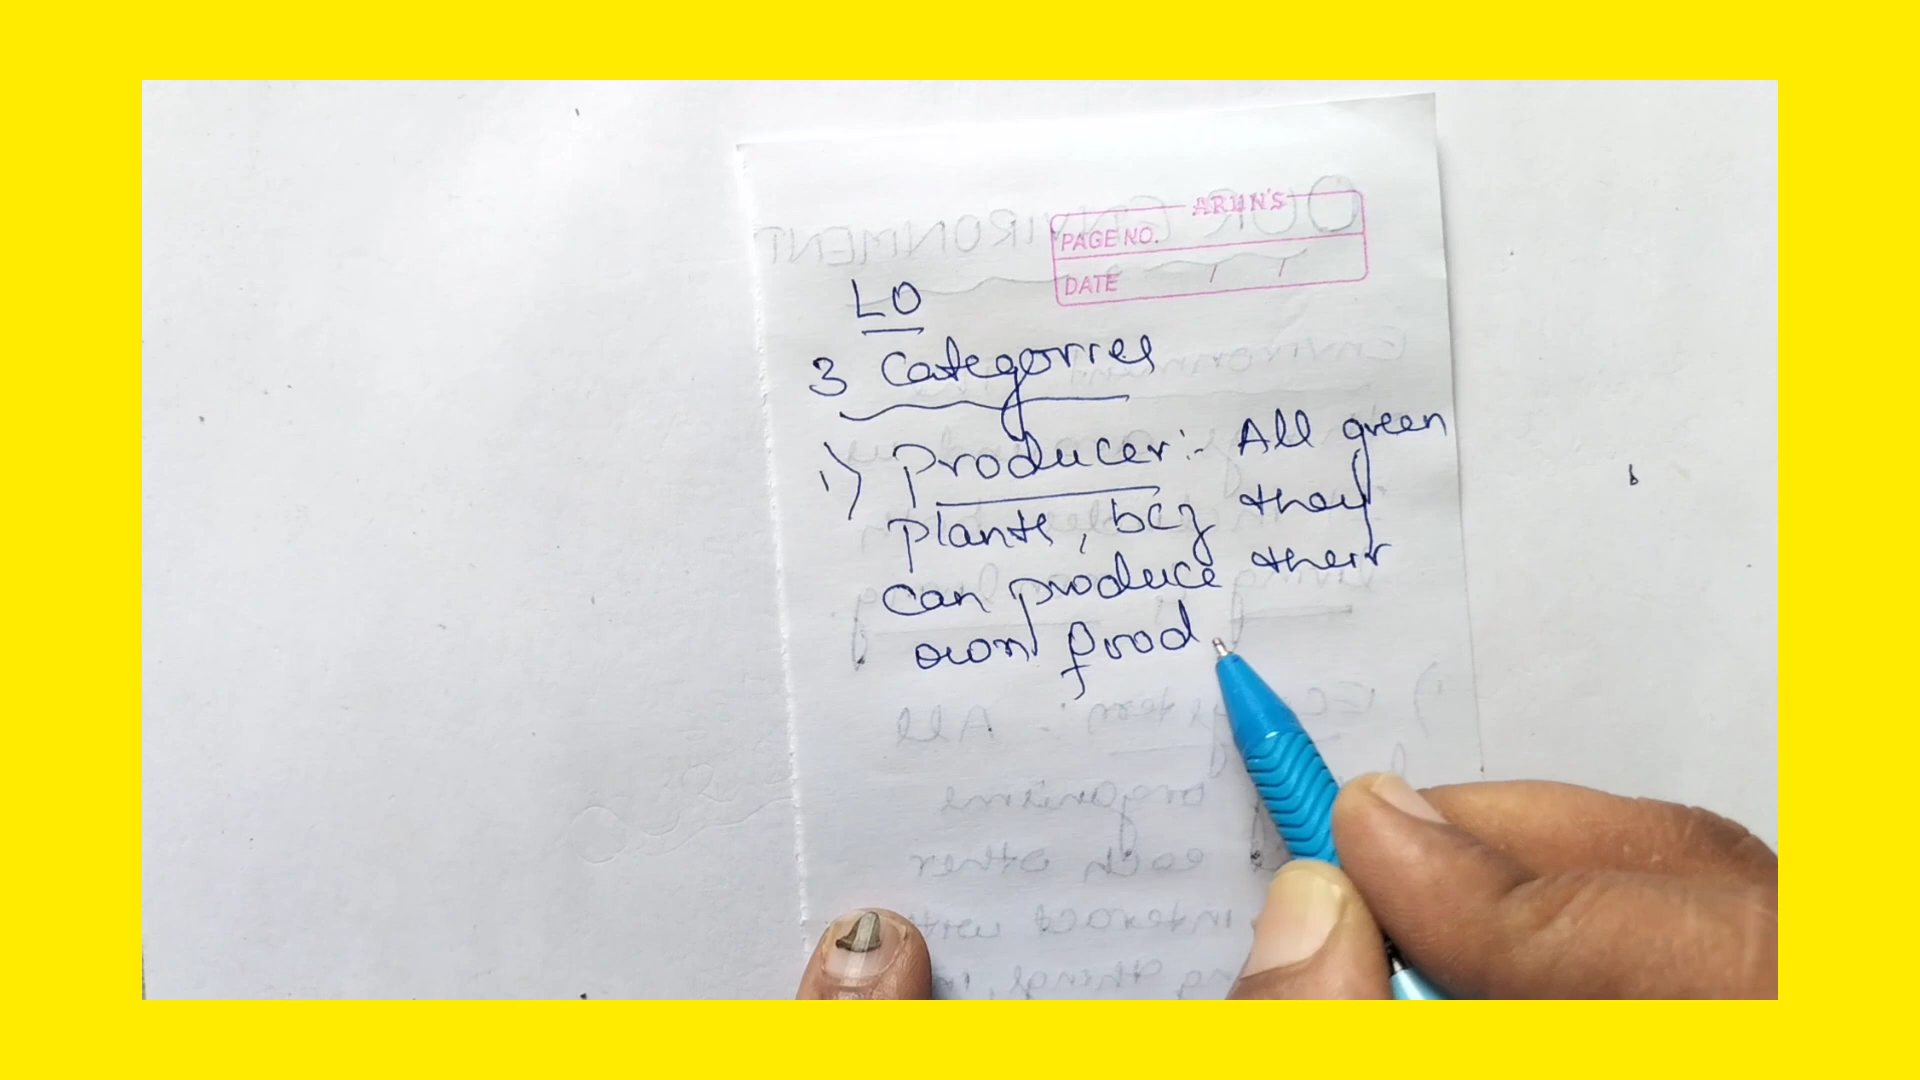 ARUN'S
PAGE NO.
DATE / /
LO
3 Categories
1) Producer:- All green
plants, bcz they
can produce their
own food